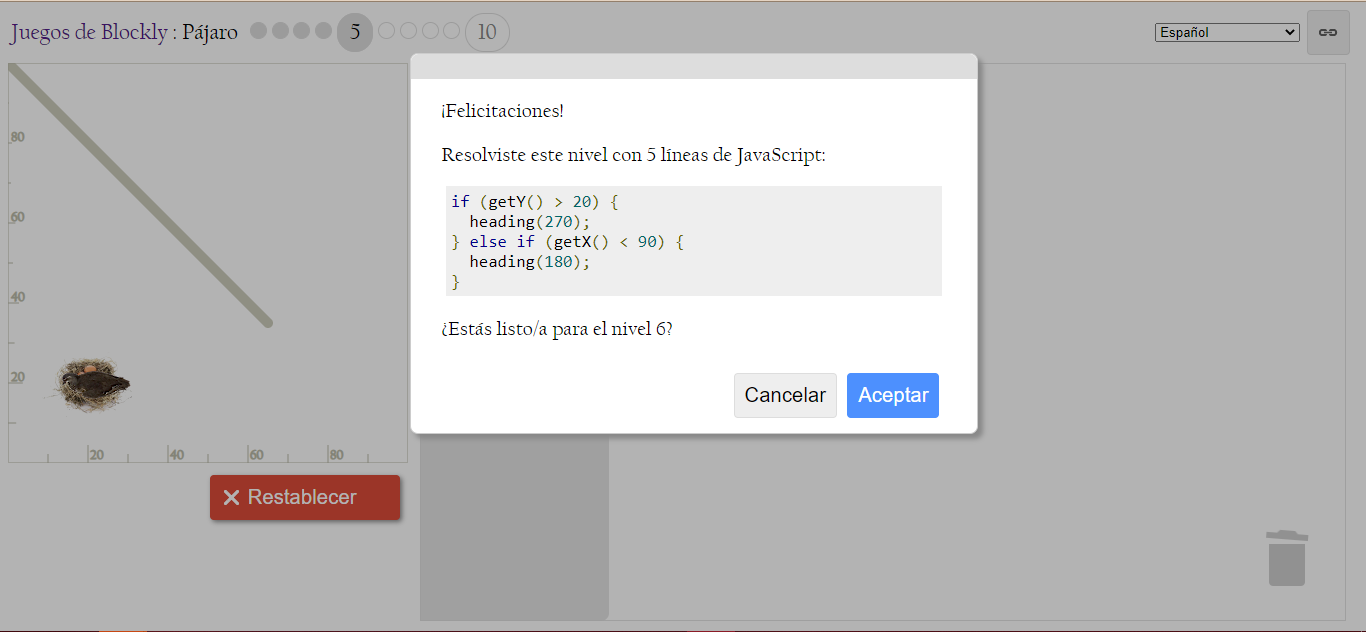 Juegos de Blockly : Pájaro 5 10
Español
¡Felicitaciones!
Resolviste este nivel con 5 líneas de JavaScript:
if (getY() > 20) {
  heading(270);
} else if (getX() < 90) {
  heading(180);
}
¿Estás listo/a para el nivel 6?
Cancelar Aceptar
80
60
40
20
20 40 60 80
Restablecer